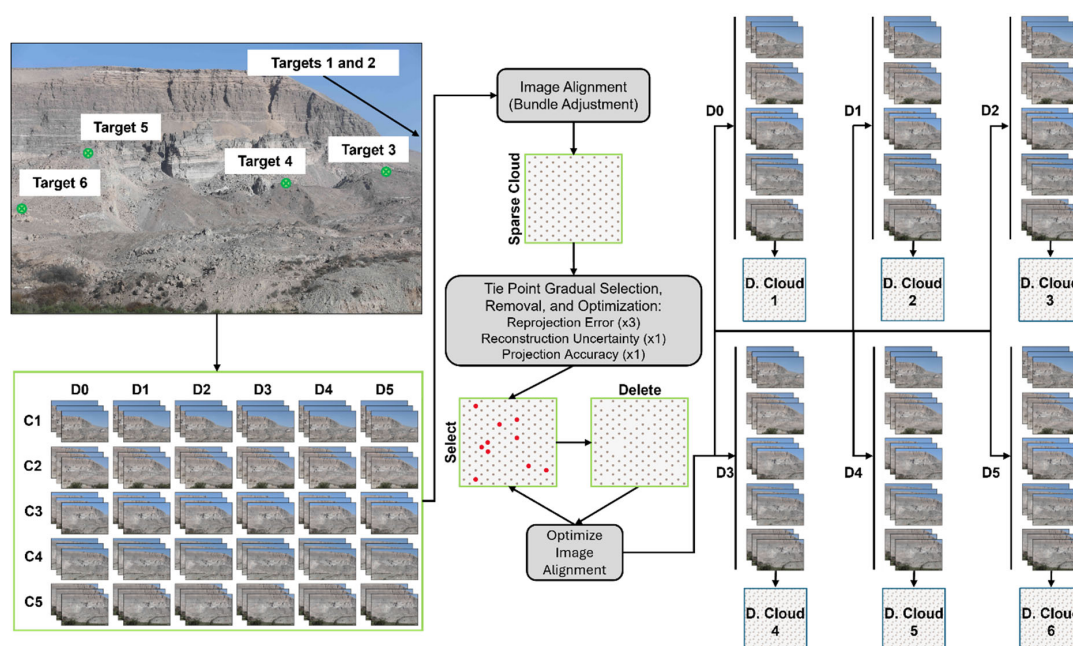 Targets 1 and 2
Target 5
Target 4
Target 3
Target 6
D0 D1 D2 D3 D4 D5
C1
C2
C3
C4
C5
Image Alignment
(Bundle Adjustment)
Sparse Cloud
Tie Point Gradual Selection,
Removal, and Optimization:
Reprojection Error (x3)
Reconstruction Uncertainty (x1)
Projection Accuracy (x1)
Select
Delete
Optimize
Image
Alignment
D0
D. Cloud
1
D1
D. Cloud
2
D2
D. Cloud
3
D3
D. Cloud
4
D4
D. Cloud
5
D5
D. Cloud
6